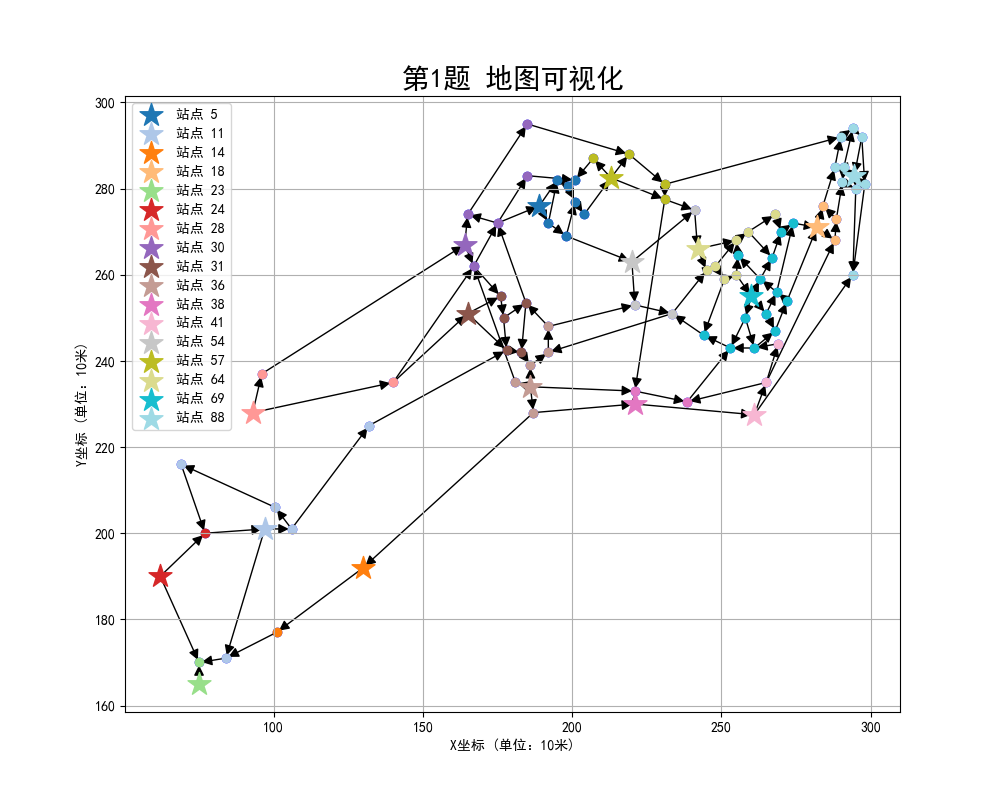 第1题 地图可视化
300
280
260
240
220
200
180
160
Y坐标 (单位: 10米)
站点 5
站点 11
站点 14
站点 18
站点 23
站点 24
站点 28
站点 30
站点 31
站点 36
站点 38
站点 41
站点 54
站点 57
站点 64
站点 69
站点 88
100
150
200
250
300
X坐标 (单位: 10米)